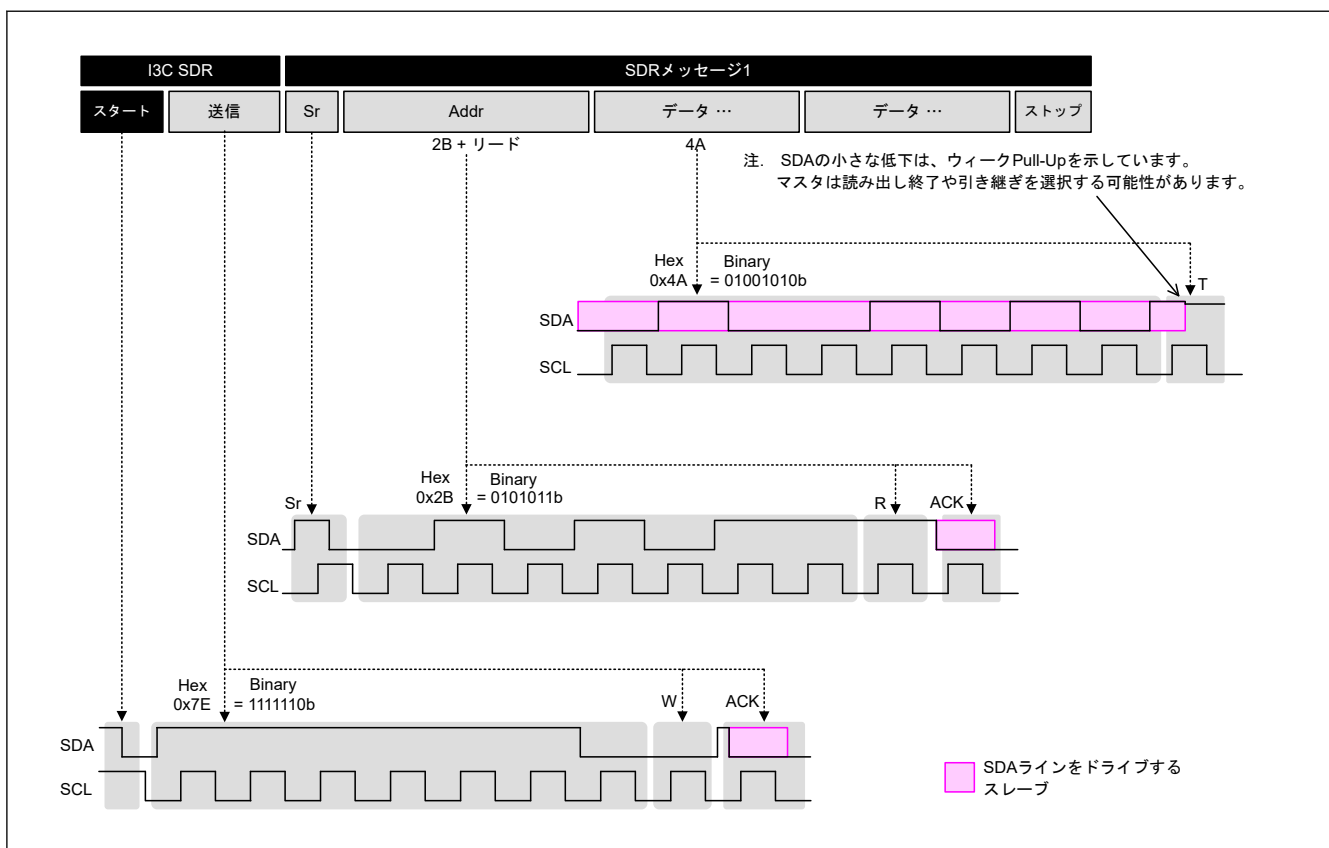 I3C SDR
SDRメッセージ1
スタート
送信
Sr
Addr
データ …
データ …
ストップ
2B + リード
4A
注. SDAの小さな低下は、ウィークPull-Upを示しています。
マスタは読み出し終了や引き継ぎを選択する可能性があります。
Hex
Binary
0x4A
= 01001010b
T
SDA
SCL
Hex
Binary
0x2B
= 0101011b
Sr
R
ACK
SDA
SCL
Hex
Binary
0x7E
= 1111110b
W
ACK
SDA
SCL
SDAラインをドライブする
スレーブ